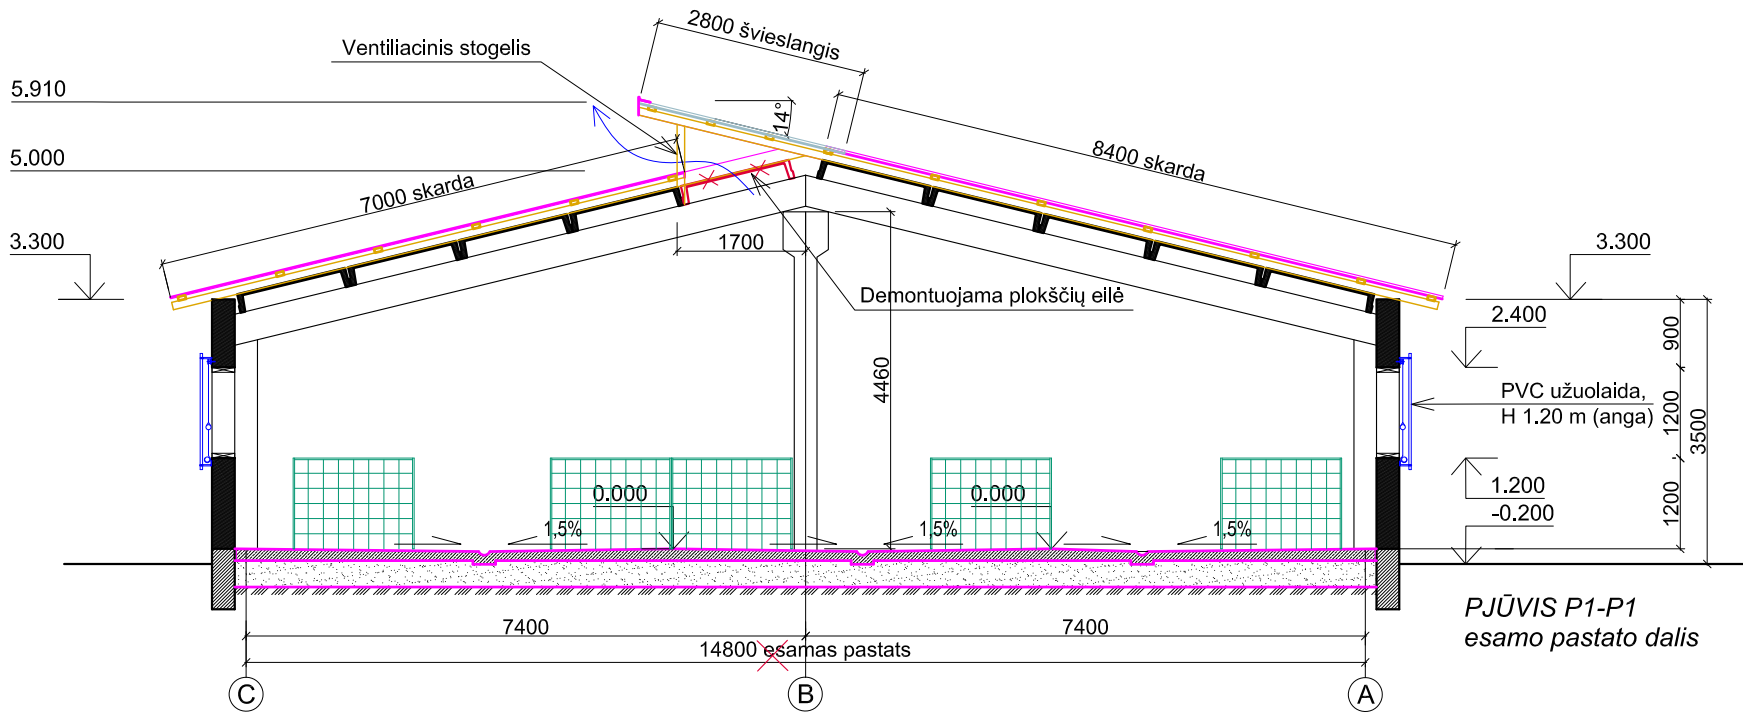 2800 švieslangis
Ventiliacinis stogelis
5.910
14°
5.000
7000 skarda
8400 skarda
3.300
3.300
1700
Demontuojama plokščių eilė
2.400
900
4460
PVC užuolaida,
H 1.20 m (anga)
1200
3500
0.000
0.000
1.200
-0.200
1200
1,5%
1,5%
1,5%
PJŪVIS P1-P1
esamo pastato dalis
7400
7400
14800 esamas pastats
C
B
A